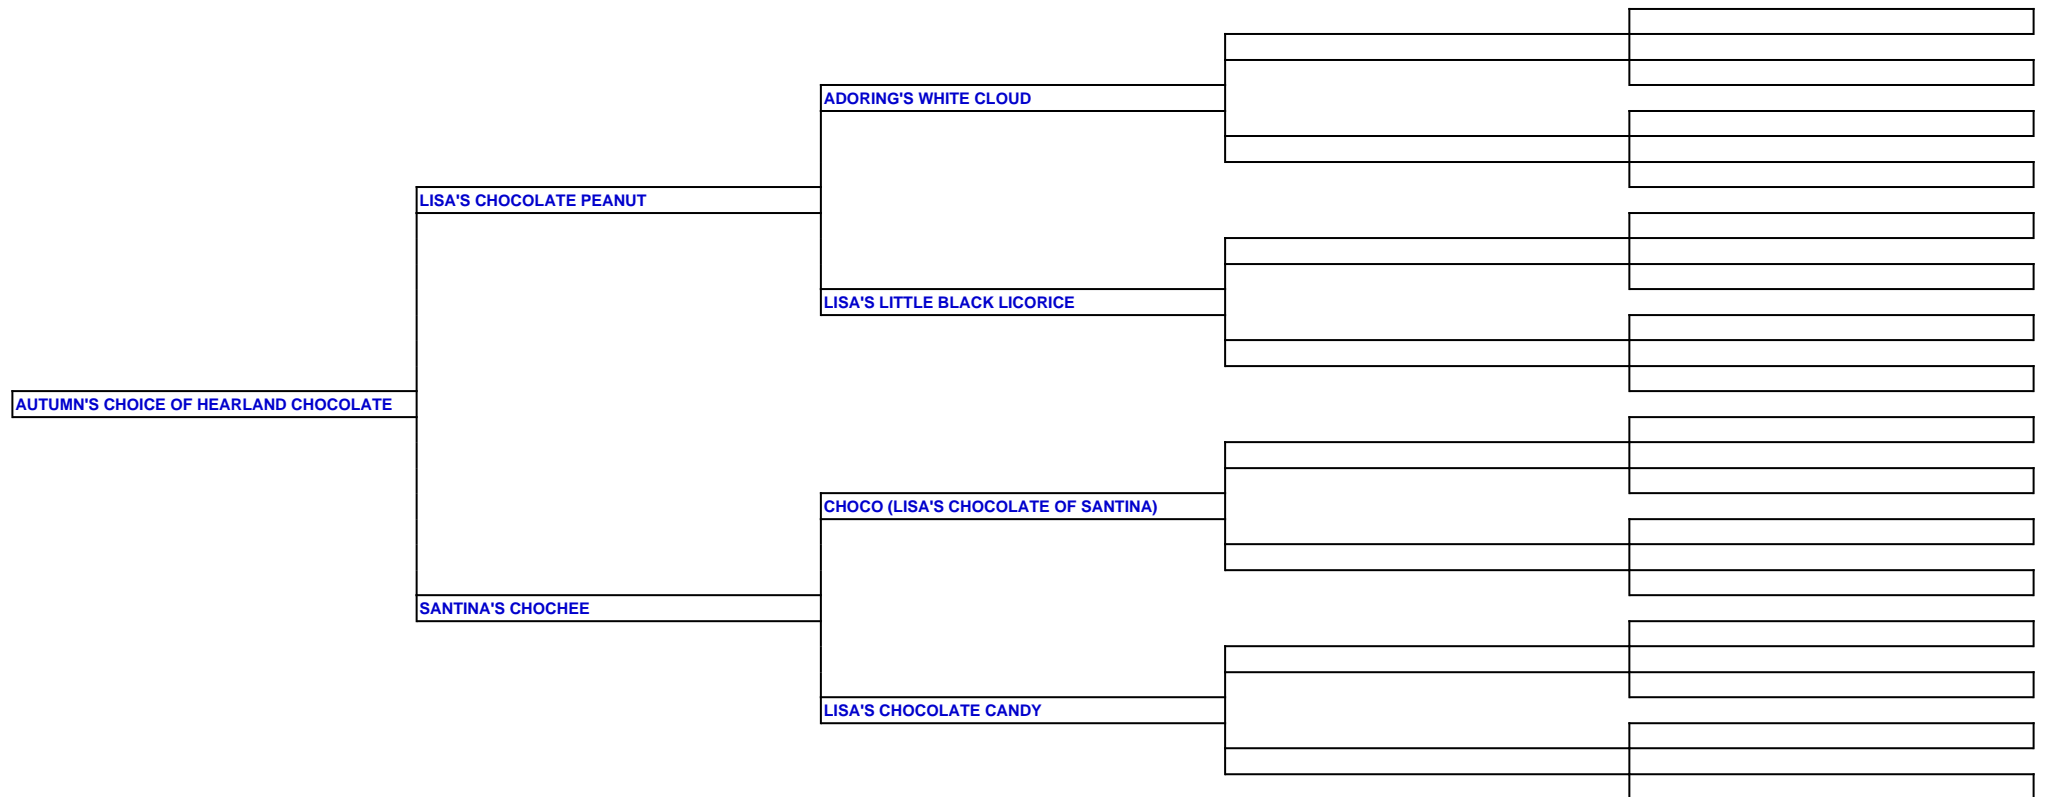 ADORING'S WHITE CLOUD
LISA'S CHOCOLATE PEANUT
LISA'S LITTLE BLACK LICORICE
AUTUMN'S CHOICE OF HEARLAND CHOCOLATE
CHOCO (LISA'S CHOCOLATE OF SANTINA)
SANTINA'S CHOCHEE
LISA'S CHOCOLATE CANDY